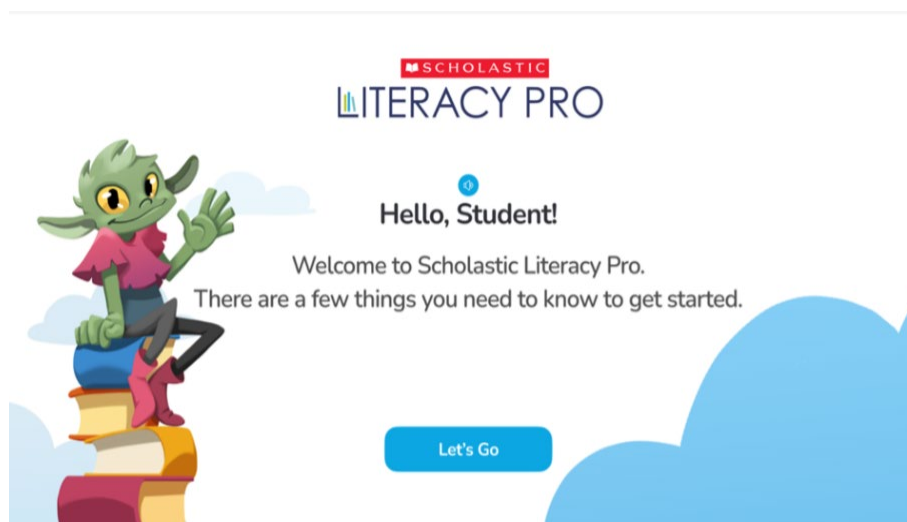 SCHOLASTIC
LITERACY PRO
Hello, Student!
Welcome to Scholastic Literacy Pro.
There are a few things you need to know to get started.
Let's Go